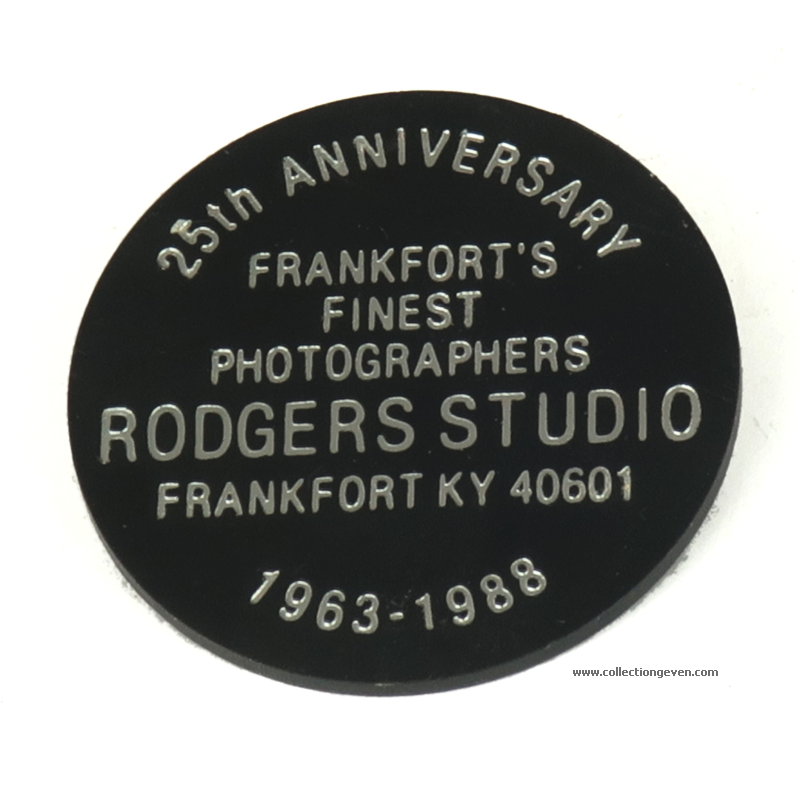 25th ANNIVERSARY
FRANKFORT'S
FINEST
PHOTOGRAPHERS
RODGERS STUDIO
FRANKFORT KY 40601
1963-1988
www.collectiongeven.com